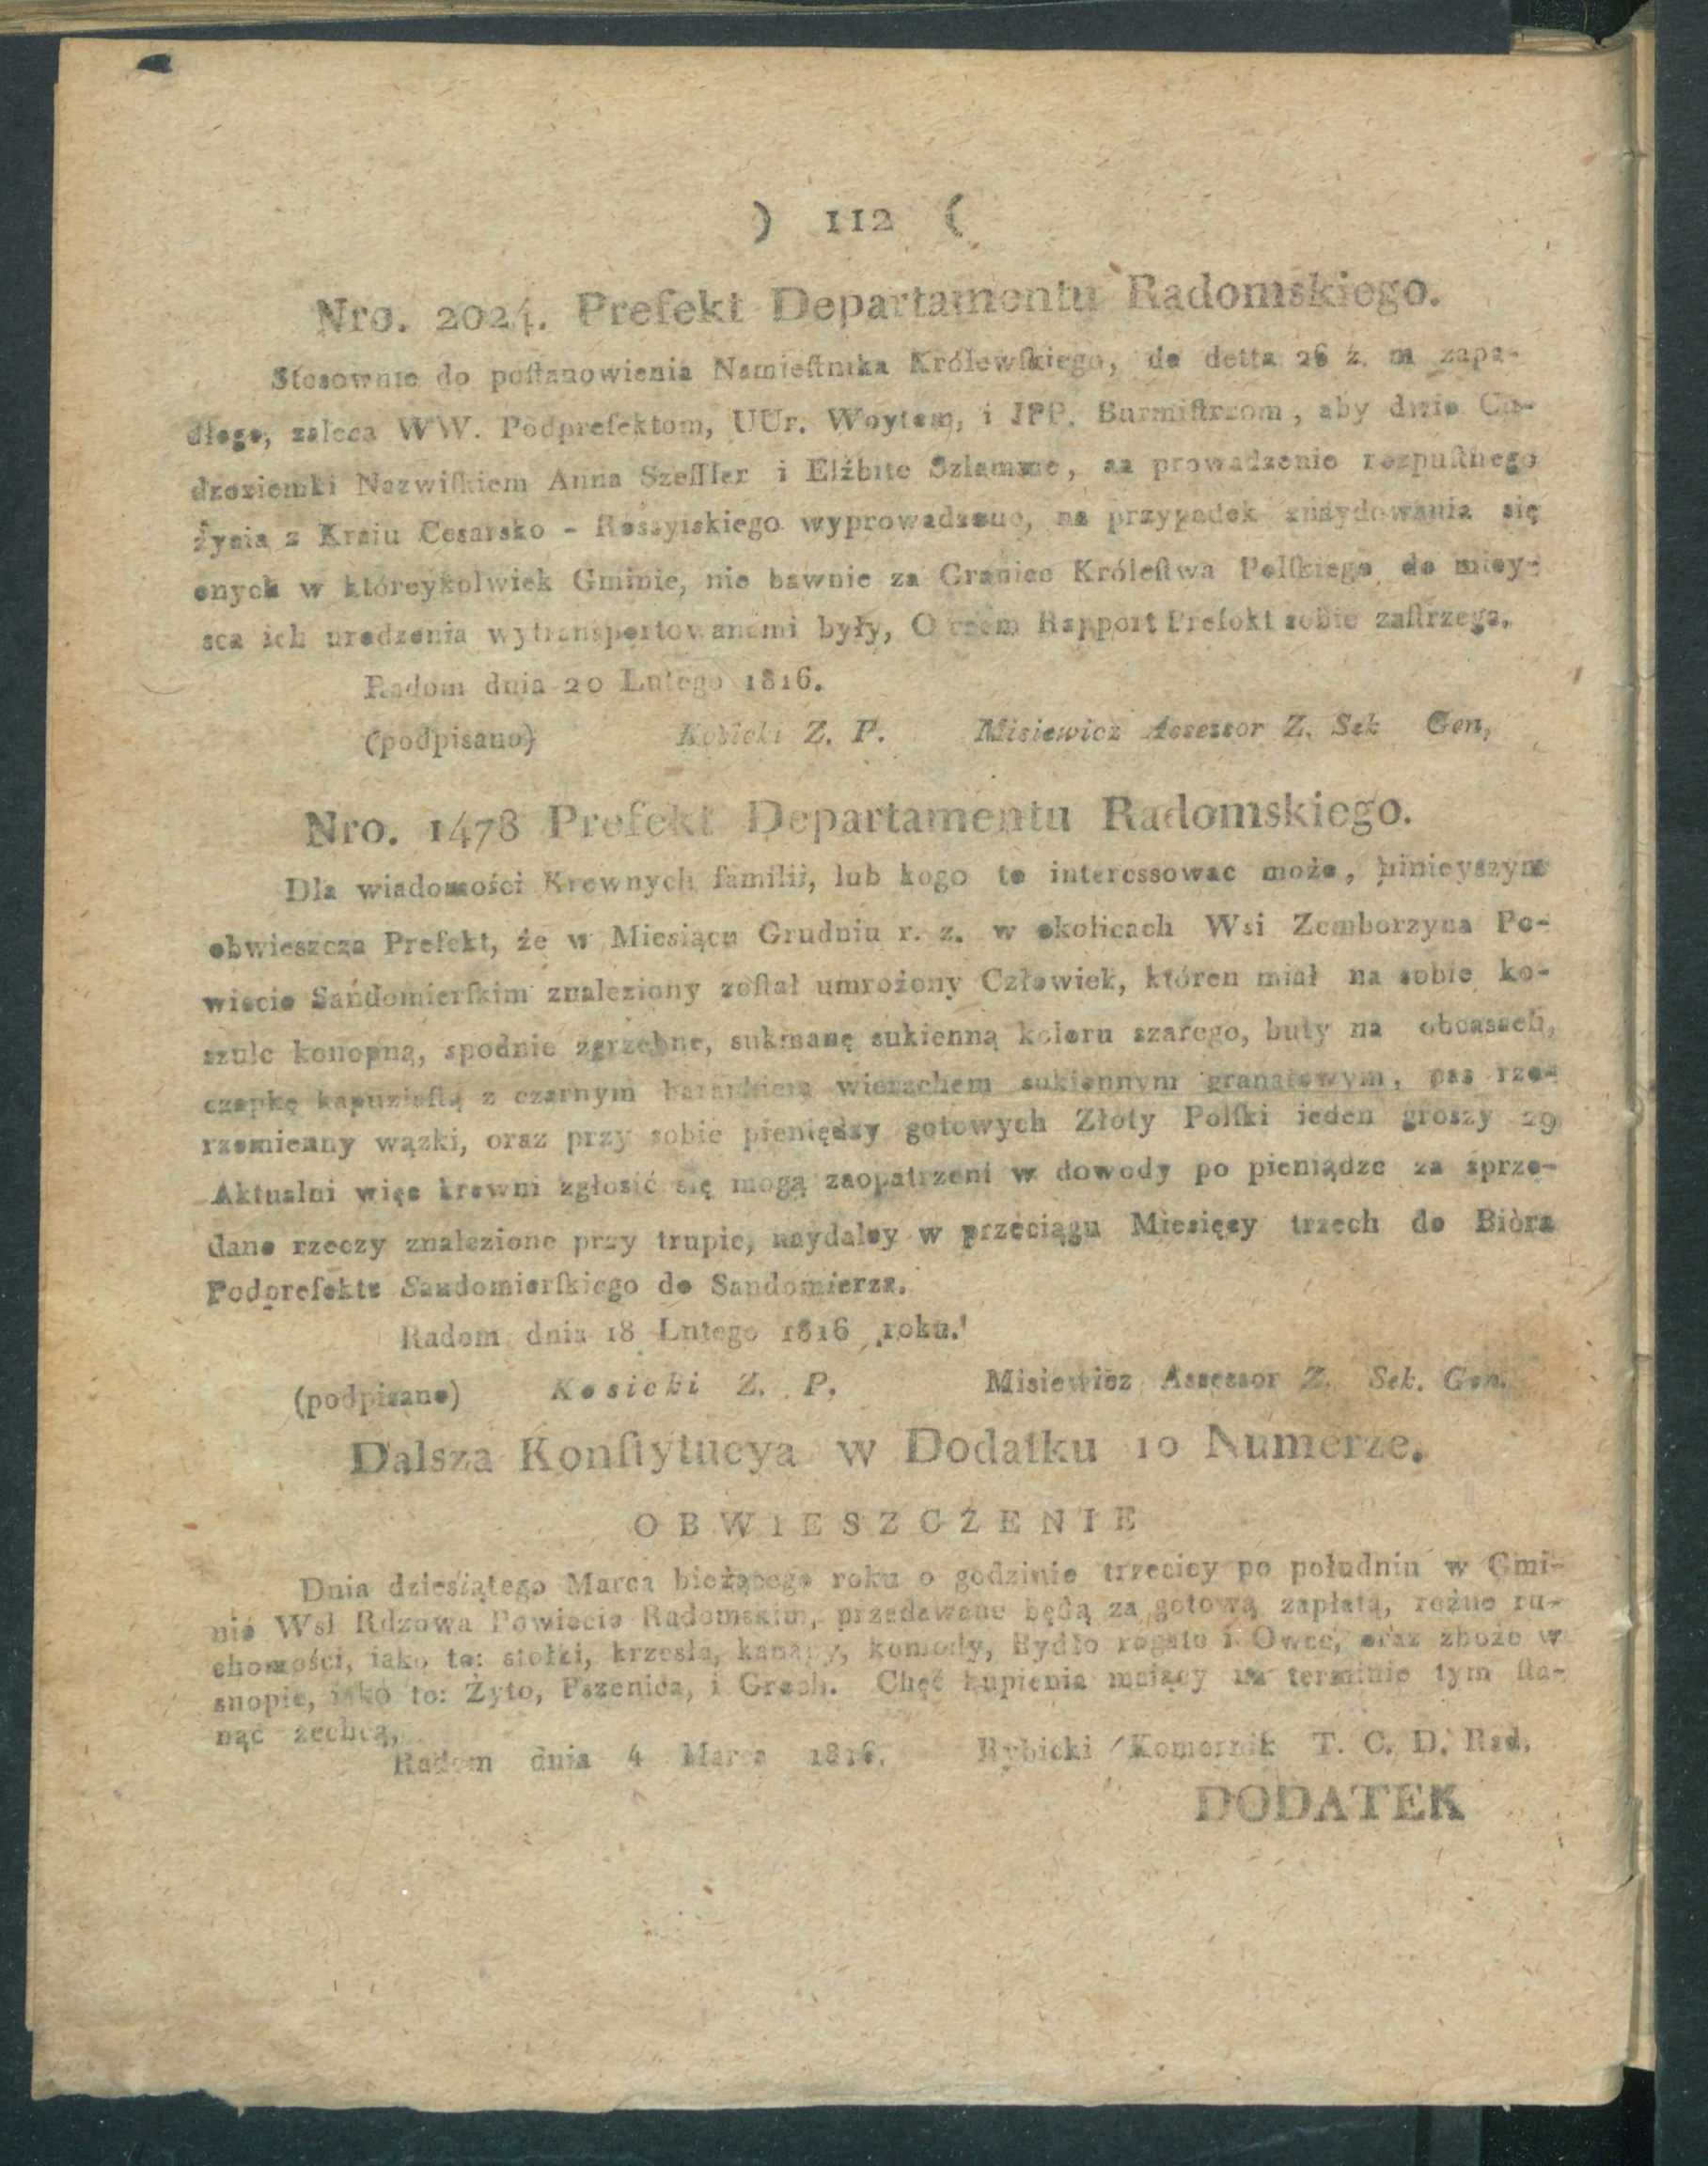 ) 112 (
Nro. 2024. Prefekt Departamentu Radomskiego.
Stosownie do poſtanowienia Namieſtnika Królewſkiego, de detta 26 z. m zapa-
dłego, zaleca WW. Podprefektom, UUr. Woytom, i JPP. Burmiſtrzom, aby dwie Cu-
dzoziemki Nazwiſkiem Anna Szeſſler i Elźbite Szlamme, za prowadzenie rozpuſtnego
życia z Kraiu Cesarsko - Rossyiskiego wyprowadzone, na przypadek znaydowania się
onych w któreykolwiek Gminie, nie bawnie za Granice Króleſtwa Polſkiego do miey-
sca ich urodzenia wytransportowanemi były, O czem Rapport Prefekt sobie zaſtrzega.
Radom dnia 20 Lutego 1816.
(podpisano) Kosicki Z. P. Misiewicz Assessor Z. Sek Gen,
Nro. 1478 Prefekt Departamentu Radomskiego.
Dla wiadomości Krewnych familii, lub kogo to interessowac może, ninieyszym
obwieszcza Prefekt, że w Miesiącu Grudniu r. z. w okolicach Wsi Zemborzyna Po-
wiecie Sandomierſkim znaleziony zoſtał umrożony Człowiek, któren miał na sobie ko-
szulę konopną, spodnie zgrzebne, sukmanę sukienną koloru szarego, buty na obcasach,
czapkę kapuziaſtą z czarnym barankiem wierzchem sukiennym granatowym, pas rze-
rzemienny wązki, oraz przy sobie pieniędzy gotowych Złoty Polſki ieden groszy 29
Aktualni więc krewni zgłosić się mogą zaopatrzeni w dowody po pieniądze za sprze-
dane rzeczy znalezione przy trupie, naydaley w przeciągu Miesięcy trzech do Bióra
Podprefekta Sandomierſkiego do Sandomierza.
Radom dnia 18 Lntego 1816 roku.
(podpisano) Kosicki Z. P. Misiewicz Assessor Z. Sek. Gen.
Dalsza Konſtytucya w Dodatku 10 Numerze.
OBWIESZCZENIE
Dnia dziesiątego Marca bieżącego roku o godzinie trzeciey po południu w Gmi-
nie Wsi Rdzowa Powiecie Radomskim, przedawane będą za gotową zapłatą, rożne ru-
chomości, iako to: stołki, krzesła, kanapy, komody, Bydło rogate i Owce, oraz zboże w
snopie, iako to: Zyto, Pszenica, i Groch. Chęć kupienia maiący na terminie tym ſta-
nąć zechcą,
Radom dnia 4 Marca 1816. Rybicki Komornik T. C. D. Rad.
DODATEK